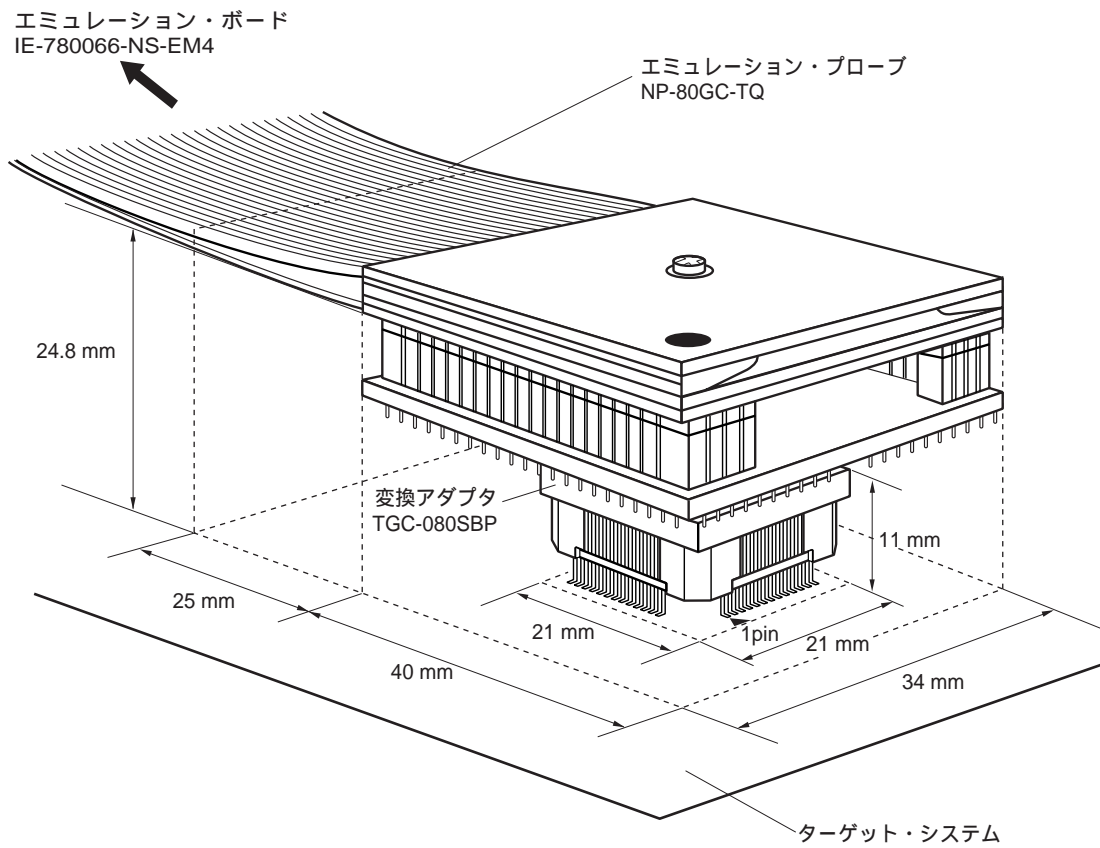 エミュレーション・ボード
IE-780066-NS-EM4
エミュレーション・プローブ
NP-80GC-TQ
24.8 mm
変換アダプタ
TGC-080SBP
11 mm
25 mm
21 mm
1pin
21 mm
40 mm
34 mm
ターゲット・システム